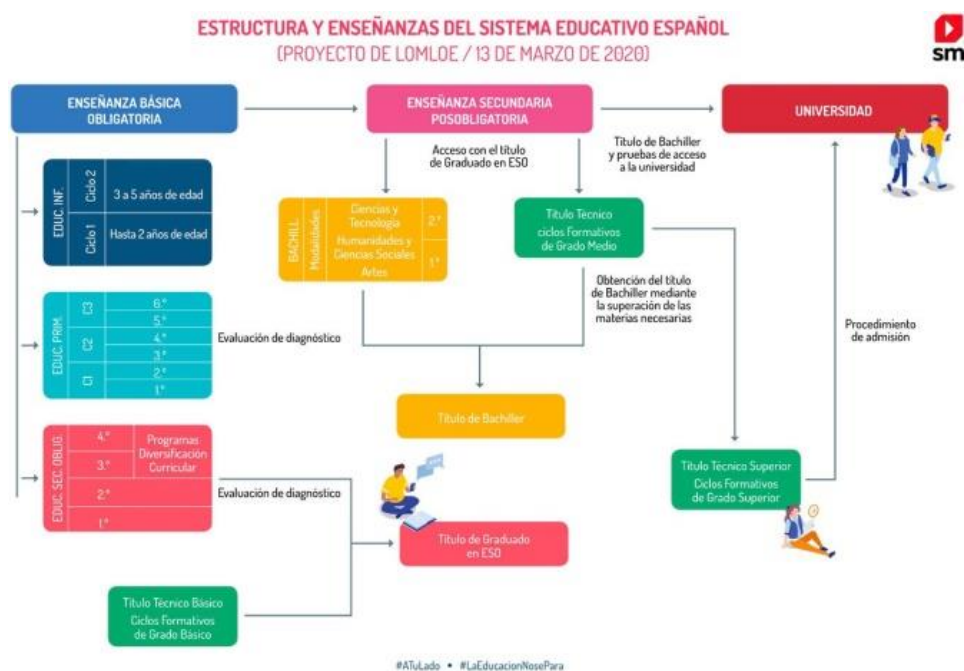 ESTRUCTURA Y ENSEÑANZAS DEL SISTEMA EDUCATIVO ESPAÑOL
(PROYECTO DE LOMLOE / 13 DE MARZO DE 2020)
sm
ENSEÑANZA BÁSICA
OBLIGATORIA
ENSEÑANZA SECUNDARIA
POSOBLIGATORIA
UNIVERSIDAD
Acceso con el título
de Graduado en ESO
Título de Bachiller
y pruebas de acceso
a la universidad
EDUC. INF.
Ciclo 2
3 a 5 años de edad
Ciclo 1
Hasta 2 años de edad
BACHILL.
Modalidades
Ciencias y
Tecnología
Humanidades y
Ciencias Sociales
Artes
2.º
1.º
Título Técnico
ciclos Formativos
de Grado Medio
Obtención del título
de Bachiller mediante
la superación de las
materias necesarias
Procedimiento
de admisión
EDUC. PRIM.
C3
6.º
5.º
C2
4.º
3.º
C1
2.º
1.º
Evaluación de diagnóstico
Título de Bachiller
EDUC. SEC. OBLIG.
4.º
3.º
Programas
Diversificación
Curricular
2.º
1.º
Evaluación de diagnóstico
Título Técnico Superior
Ciclos Formativos
de Grado Superior
Título de Graduado
en ESO
Título Técnico Básico
Ciclos Formativos
de Grado Básico
#ATuLado • #LaEducacionNosePara